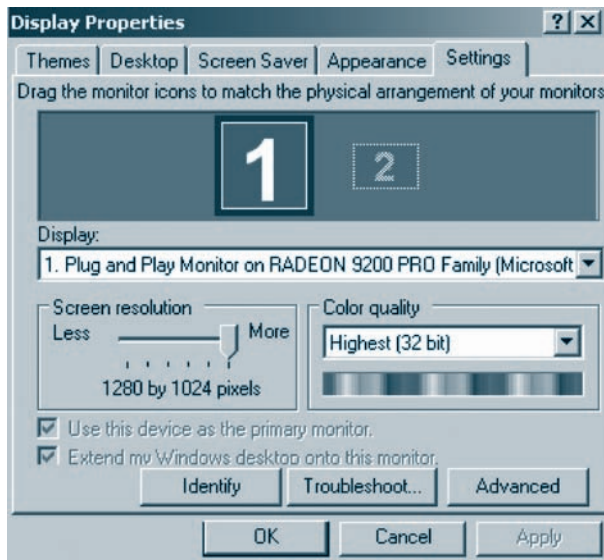 Display Properties
Themes Desktop Screen Saver Appearance Settings
Drag the monitor icons to match the physical arrangement of your monitors
1 2
Display:
1. Plug and Play Monitor on RADEON 9200 PRO Family (Microsoft
Screen resolution Color quality
Less More Highest (32 bit)
1280 by 1024 pixels
Use this device as the primary monitor.
Extend my Windows desktop onto this monitor.
Identify Troubleshoot... Advanced
OK Cancel Apply